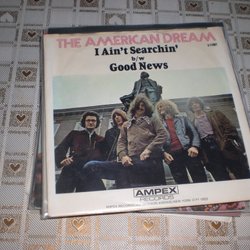 THE AMERICAN DREAM
I Ain't Searchin'
b/w
Good News
AMPEX
RECORDS